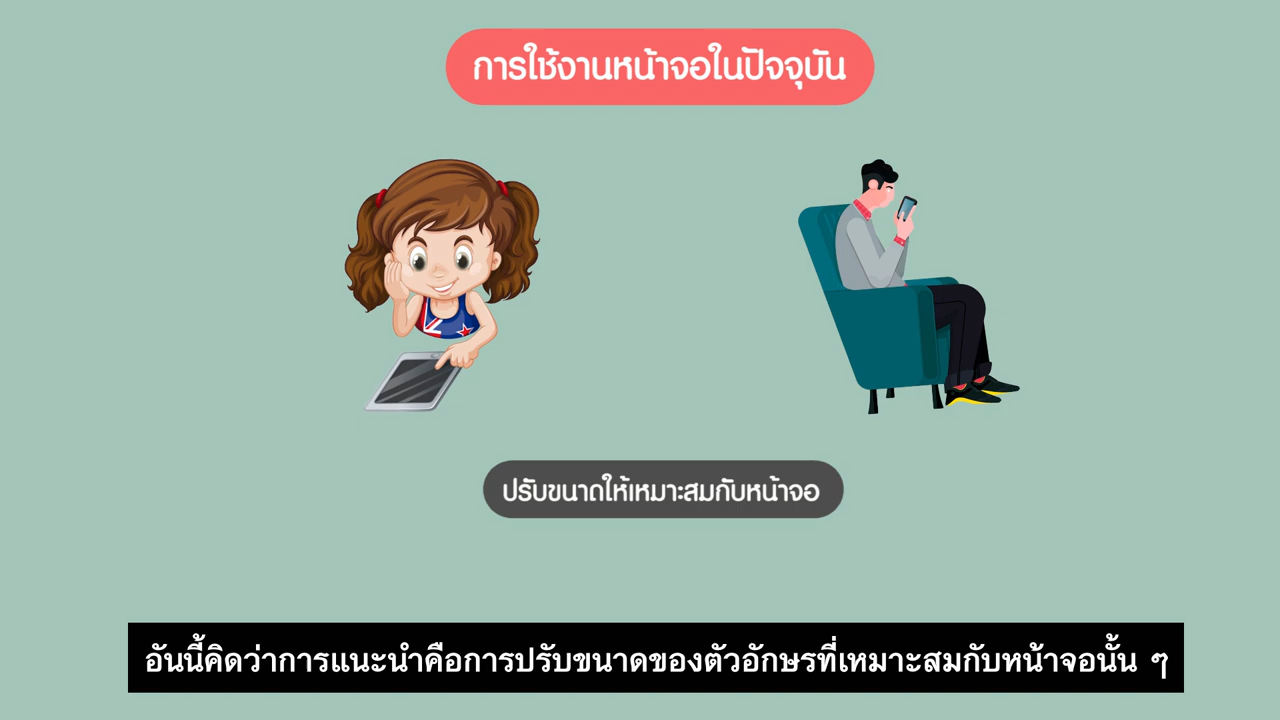 การใช้งานหน้าจอในปัจจุบัน
ปรับขนาดให้เหมาะสมกับหน้าจอ
อันนี้คิดว่าการแนะนำคือการปรับขนาดของตัวอักษรที่เหมาะสมกับหน้าจอนั้น ๆ